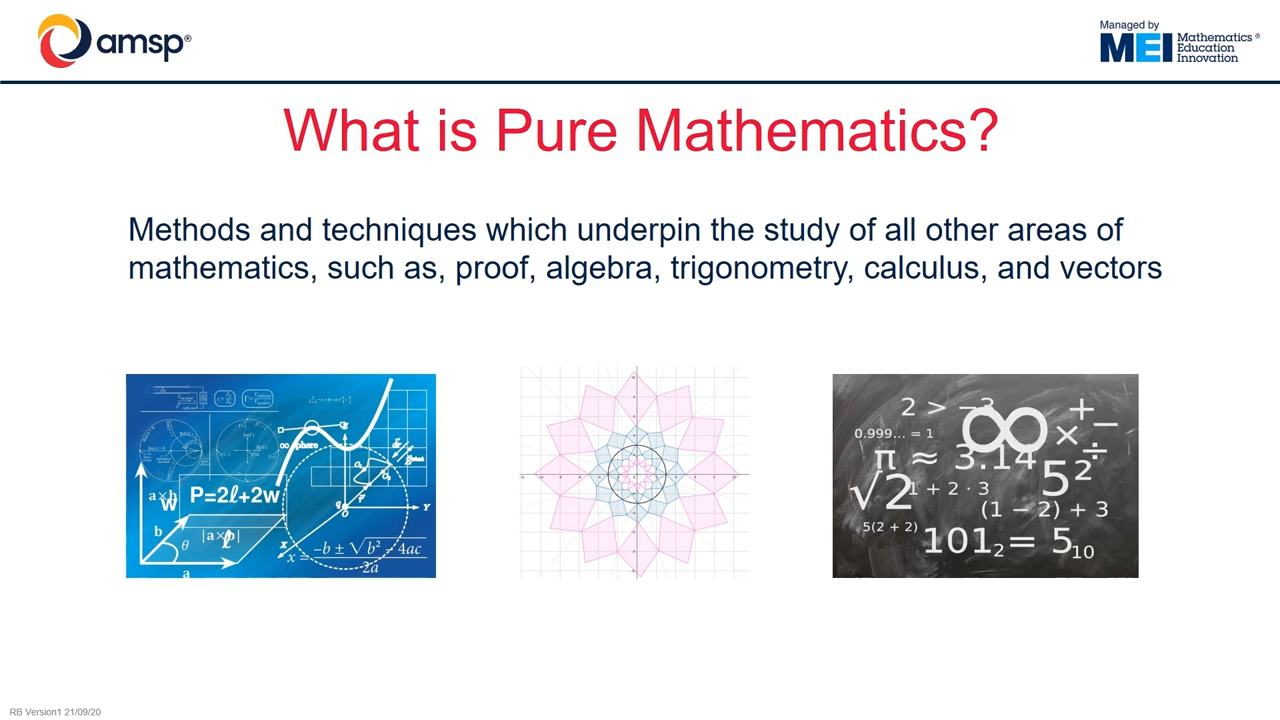 amsp®
Managed by
MEI Mathematics ®
Education
Innovation
What is Pure Mathematics?
Methods and techniques which underpin the study of all other areas of
mathematics, such as, proof, algebra, trigonometry, calculus, and vectors
∞ phere
a×b
w
P=2ℓ+2w
b
|a×b|
ℓ
θ
a
Y
X
O
x = −b ± √b² − 4ac
2a
2 > −3
∞
+
−
×
÷
0.999... = 1
π ≈ 3.14
√2
1 + 2 · 3
5²
(1 − 2) + 3
5(2 + 2)
101₂ = 5₁₀
RB Version1 21/09/20